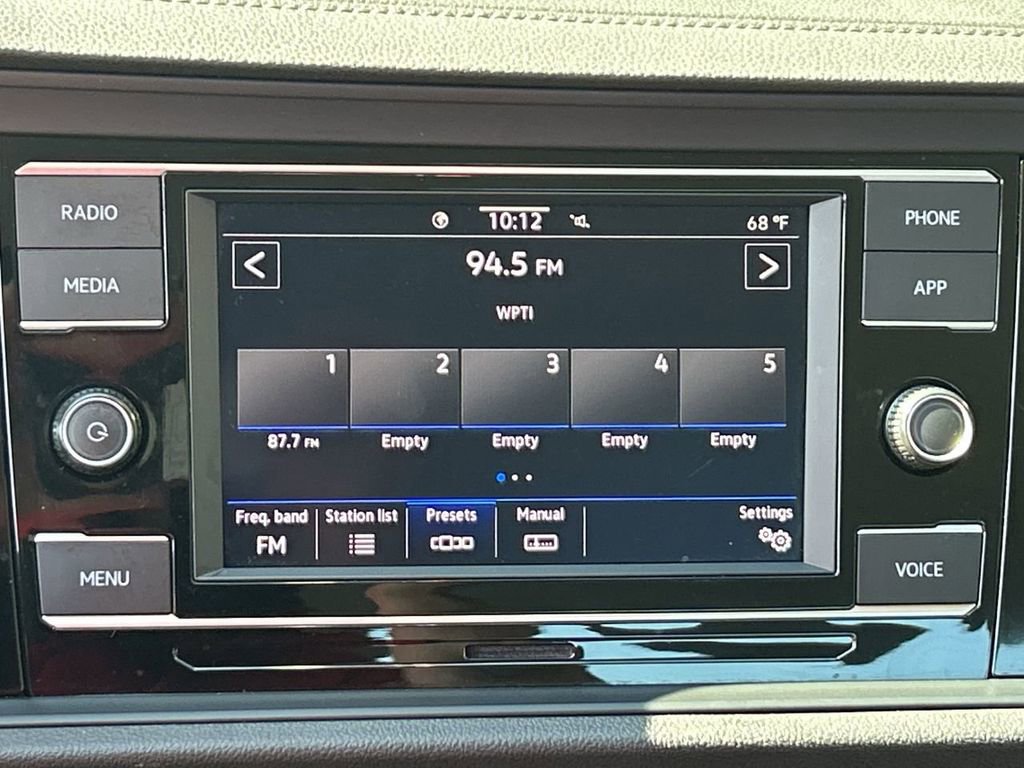 RADIO
MEDIA
MENU
PHONE
APP
VOICE
10:12
68 °F
94.5 FM
WPTI
1
2
3
4
5
87.7 FM
Empty
Empty
Empty
Empty
Freq. band
FM
Station list
Presets
Manual
Settings